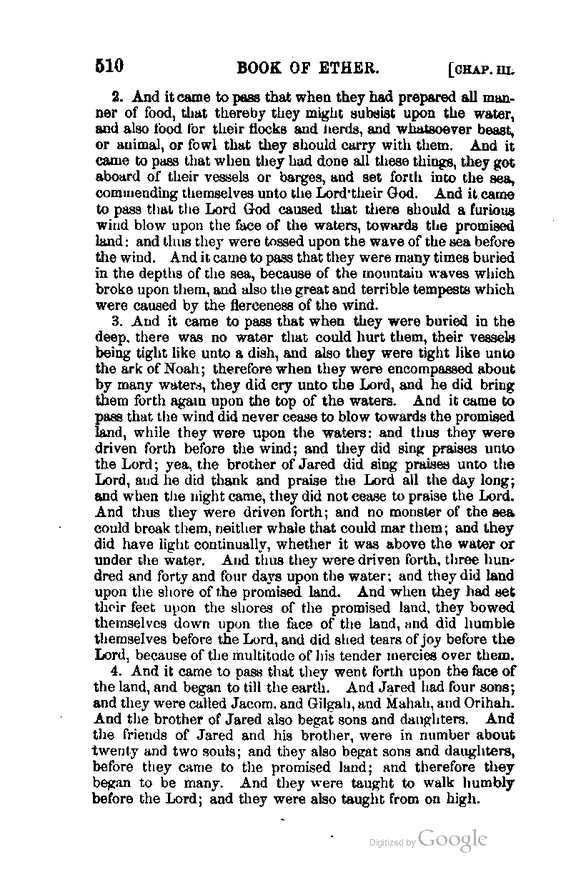 510 BOOK OF ETHER. [CHAP. III.
2. And it came to pass that when they had prepared all man-
ner of food, that thereby they might subsist upon the water,
and also food for their flocks and herds, and whatsoever beast,
or animal, or fowl that they should carry with them. And it
came to pass that when they had done all these things, they got
aboard of their vessels or barges, and set forth into the sea,
commending themselves unto the Lord their God. And it came
to pass that the Lord God caused that there should a furious
wind blow upon the face of the waters, towards the promised
land: and thus they were tossed upon the wave of the sea before
the wind. And it came to pass that they were many times buried
in the depths of the sea, because of the mountain waves which
broke upon them, and also the great and terrible tempests which
were caused by the fierceness of the wind.
3. And it came to pass that when they were buried in the
deep, there was no water that could hurt them, their vessels
being tight like unto a dish, and also they were tight like unto
the ark of Noah; therefore when they were encompassed about
by many waters, they did cry unto the Lord, and he did bring
them forth again upon the top of the waters. And it came to
pass that the wind did never cease to blow towards the promised
land, while they were upon the waters: and thus they were
driven forth before the wind; and they did sing praises unto
the Lord; yea, the brother of Jared did sing praises unto the
Lord, and he did thank and praise the Lord all the day long;
and when the night came, they did not cease to praise the Lord.
And thus they were driven forth; and no monster of the sea
could break them, neither whale that could mar them; and they
did have light continually, whether it was above the water or
under the water. And thus they were driven forth, three hun-
dred and forty and four days upon the water; and they did land
upon the shore of the promised land. And when they had set
their feet upon the shores of the promised land, they bowed
themselves down upon the face of the land, and did humble
themselves before the Lord, and did shed tears of joy before the
Lord, because of the multitude of his tender mercies over them.
4. And it came to pass that they went forth upon the face of
the land, and began to till the earth. And Jared had four sons;
and they were called Jacom, and Gilgah, and Mahah, and Orihah.
And the brother of Jared also begat sons and daughters. And
the friends of Jared and his brother, were in number about
twenty and two souls; and they also begat sons and daughters,
before they came to the promised land; and therefore they
began to be many. And they were taught to walk humbly
before the Lord; and they were also taught from on high.
Digitized by Google